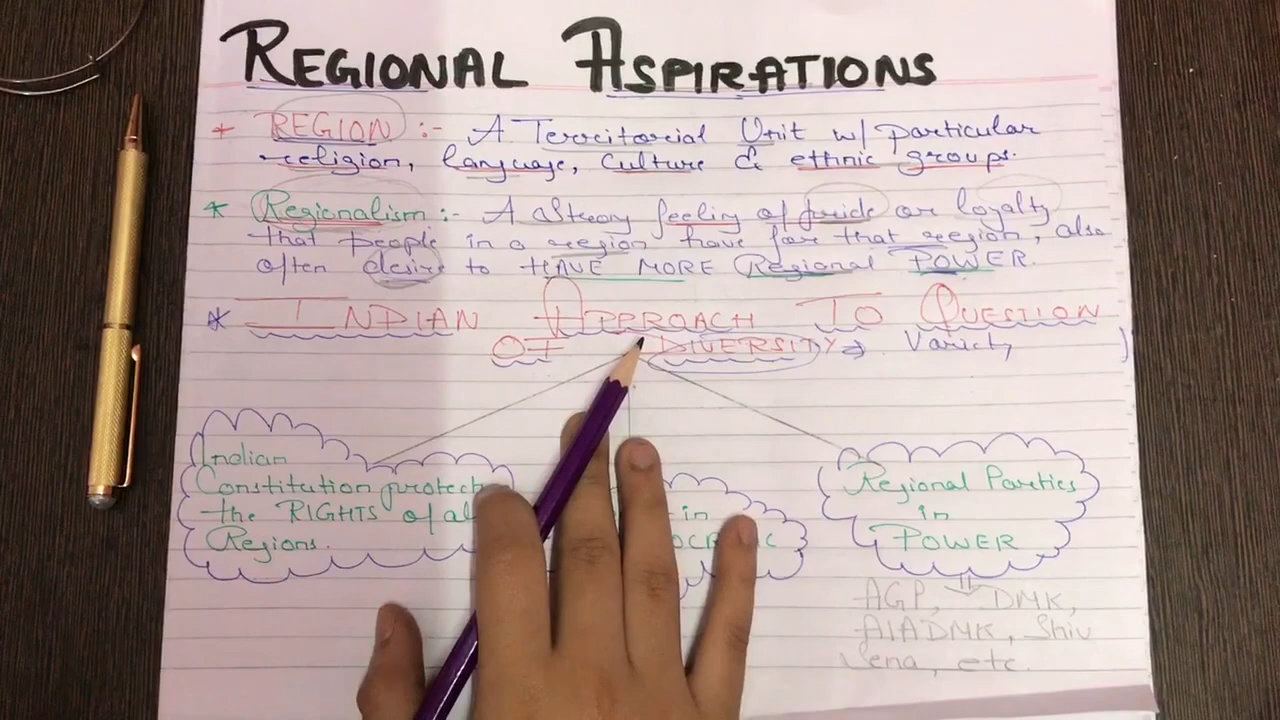 REGIONAL ASPIRATIONS
* REGION :- A Territorial Unit w/ particular
religion, language, culture & ethnic groups.
* Regionalism :- A strong feeling of pride or loyalty
that people in a region have for that region, also
often desire to HAVE MORE Regional POWER.
* INDIAN APPROACH TO QUESTION
OF DIVERSITY → Variety )
Indian
Constitution protect
the RIGHTS of al
Regions.
in
OCRATIC
Regional Parties
in
POWER
AGP, DMK,
AIADMK, Shiv
Sena, etc.